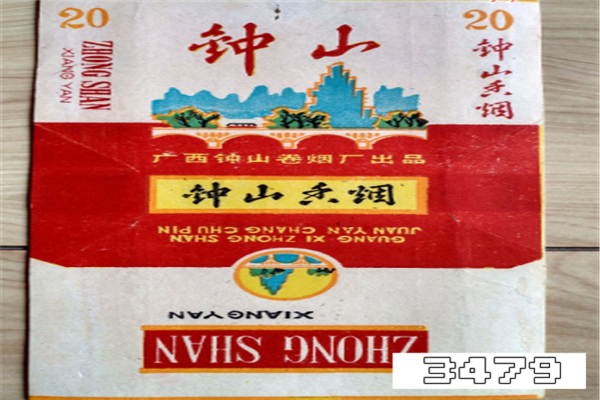 20
ZHONG SHAN
XIANG YAN
钟山
20
钟山香烟
广西钟山卷烟厂出品
钟山香烟
GUANG XI ZHONG SHAN
JUAN YAN CHANG CHU PIN
XIANG YAN
ZHONG SHAN
3479